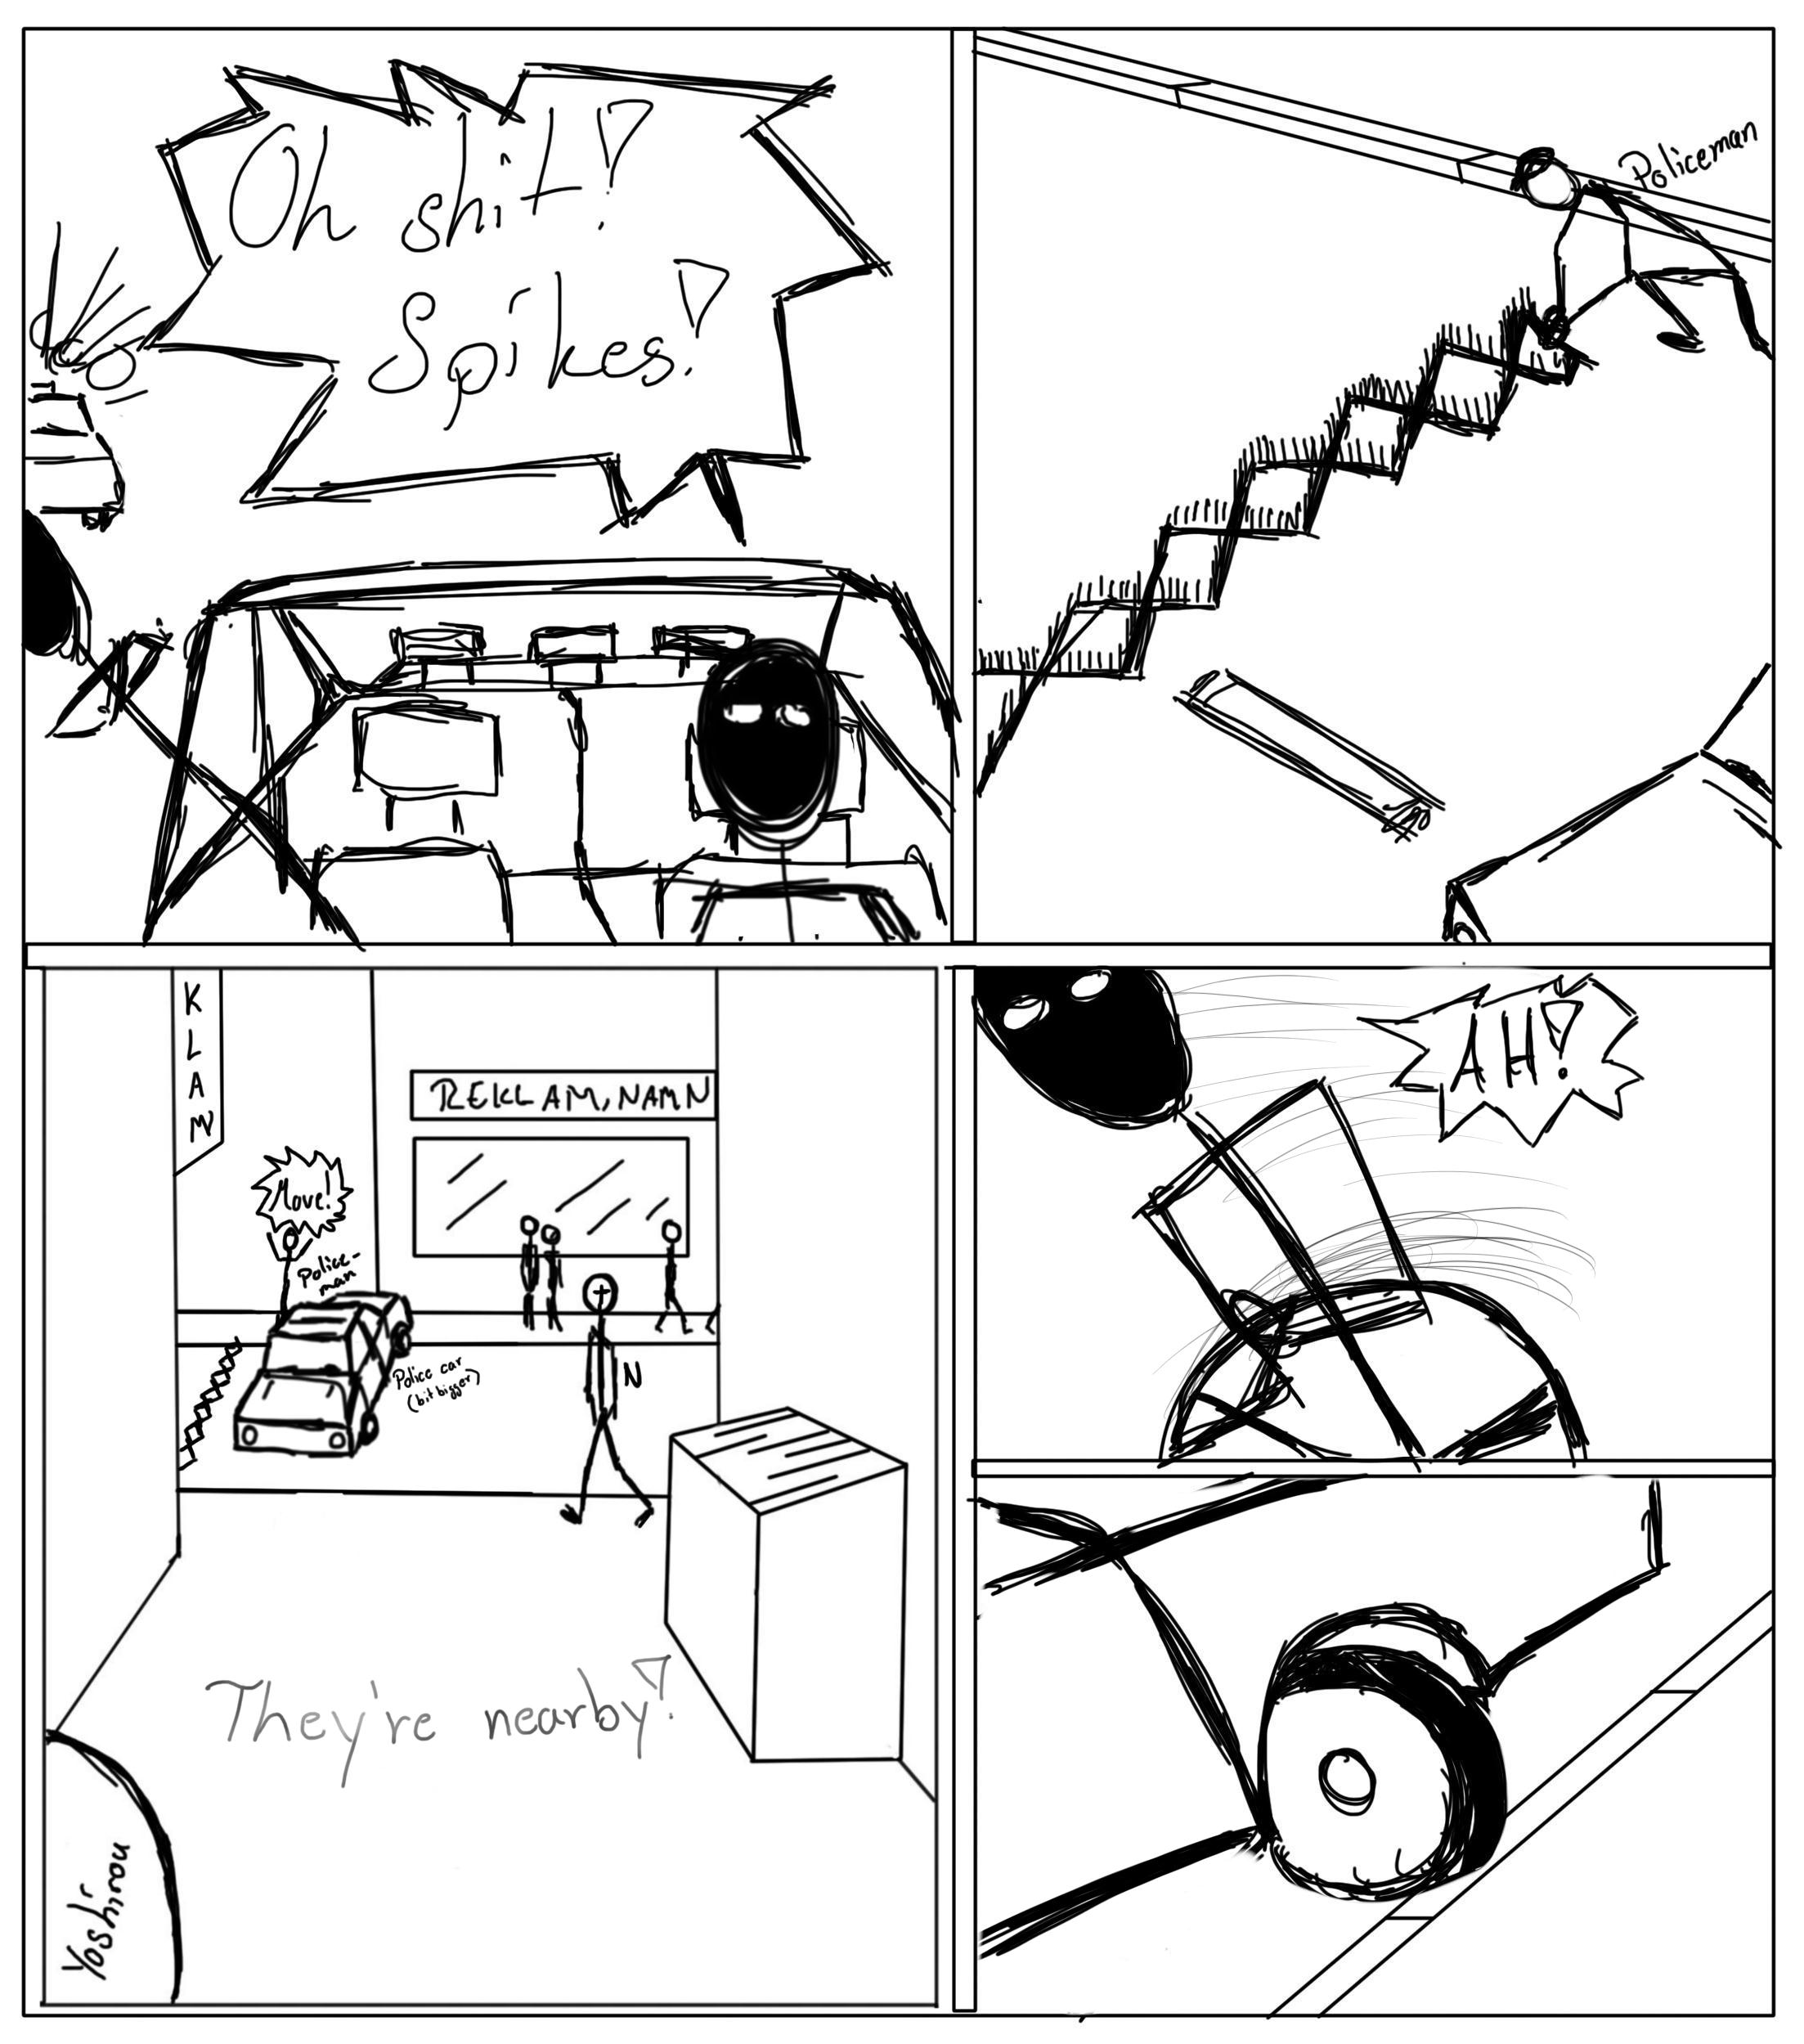 Oh shit!
Spikes!
Policeman
KLAM
REKLAM, NAMN
Move!
Police-
man
Police car
(bit bigger)
N
They're nearby!
Yoshirou
AH!